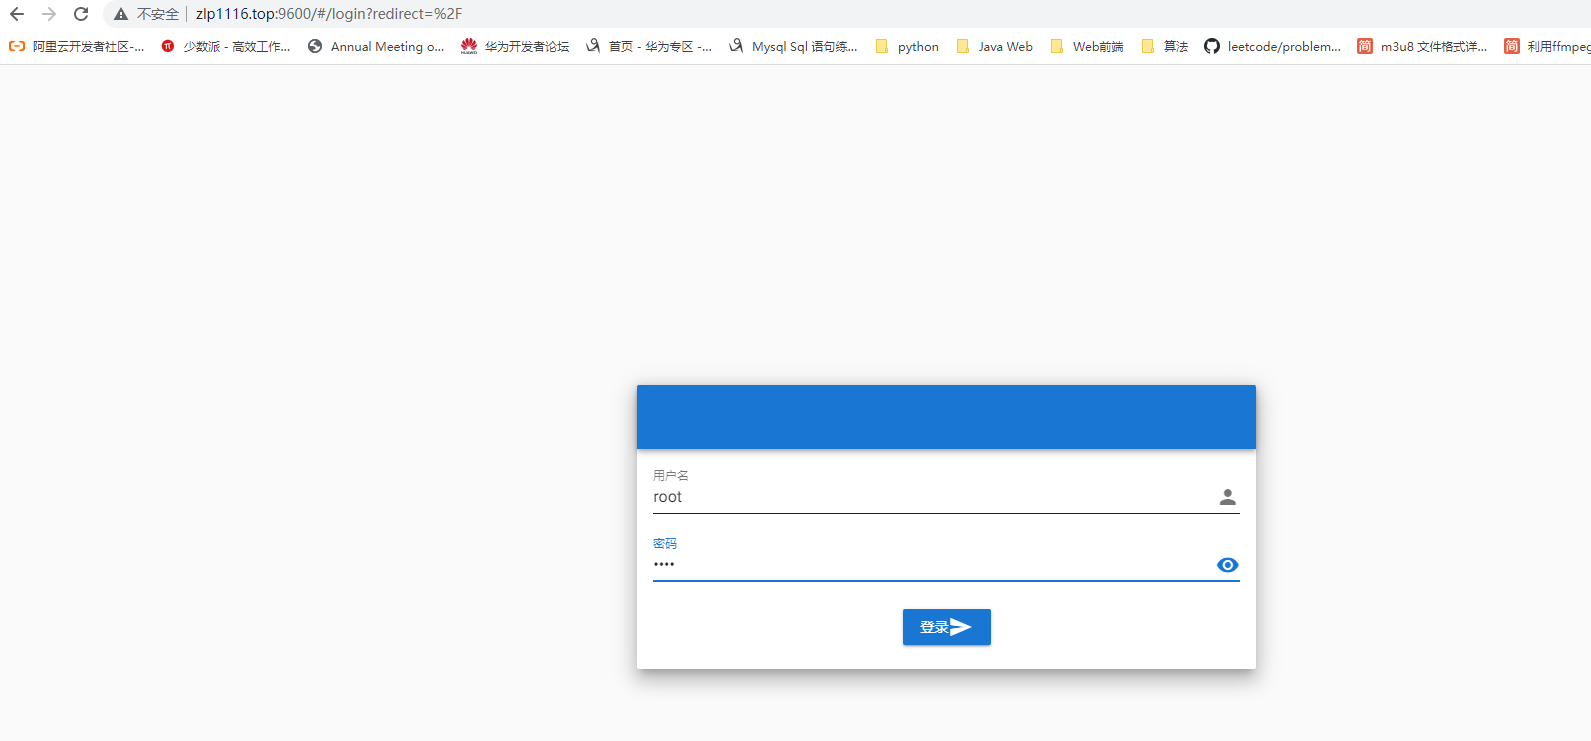 不安全 zlp1116.top:9600/#/login?redirect=%2F
阿里云开发者社区-... 少数派 - 高效工作... Annual Meeting o... 华为开发者论坛 首页 - 华为专区 -... Mysql Sql 语句练... python Java Web Web前端 算法 leetcode/problem... 简 m3u8 文件格式详... 简 利用ffmpeg
用户名
root
密码
••••
登录